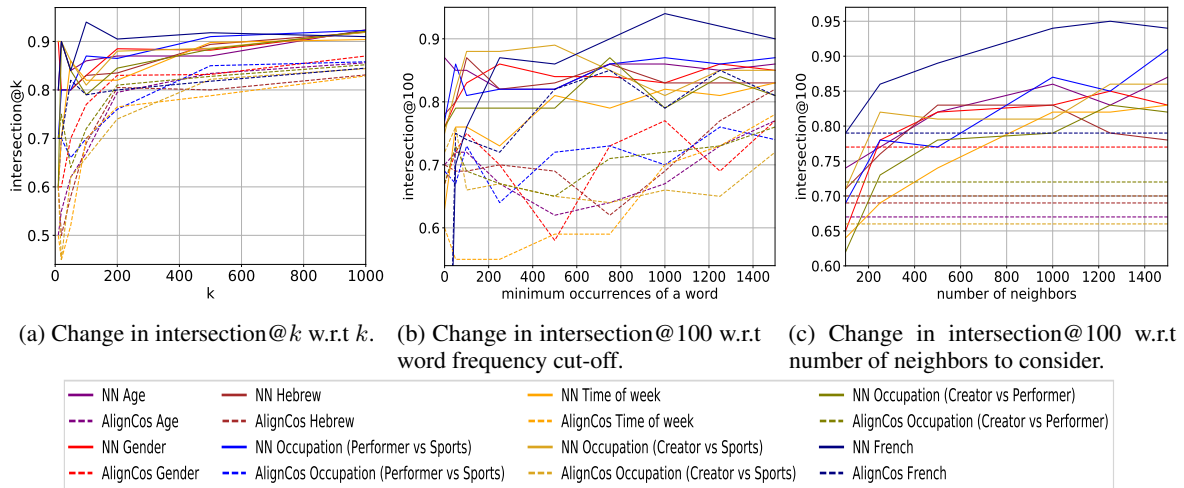 0.9
0.8
0.7
0.6
0.5
intersection@k
0 200 400 600 800 1000
k
0.9
0.8
0.7
0.6
intersection@100
0 200 400 600 800 1000 1200 1400
minimum occurrences of a word
0.95
0.90
0.85
0.80
0.75
0.70
0.65
0.60
intersection@100
200 400 600 800 1000 1200 1400
number of neighbors
(a) Change in intersection@k w.r.t k.
(b) Change in intersection@100 w.r.t
word frequency cut-off.
(c) Change in intersection@100 w.r.t
number of neighbors to consider.
NN Age
AlignCos Age
NN Gender
AlignCos Gender
NN Hebrew
AlignCos Hebrew
NN Occupation (Performer vs Sports)
AlignCos Occupation (Performer vs Sports)
NN Time of week
AlignCos Time of week
NN Occupation (Creator vs Sports)
AlignCos Occupation (Creator vs Sports)
NN Occupation (Creator vs Performer)
AlignCos Occupation (Creator vs Performer)
NN French
AlignCos French